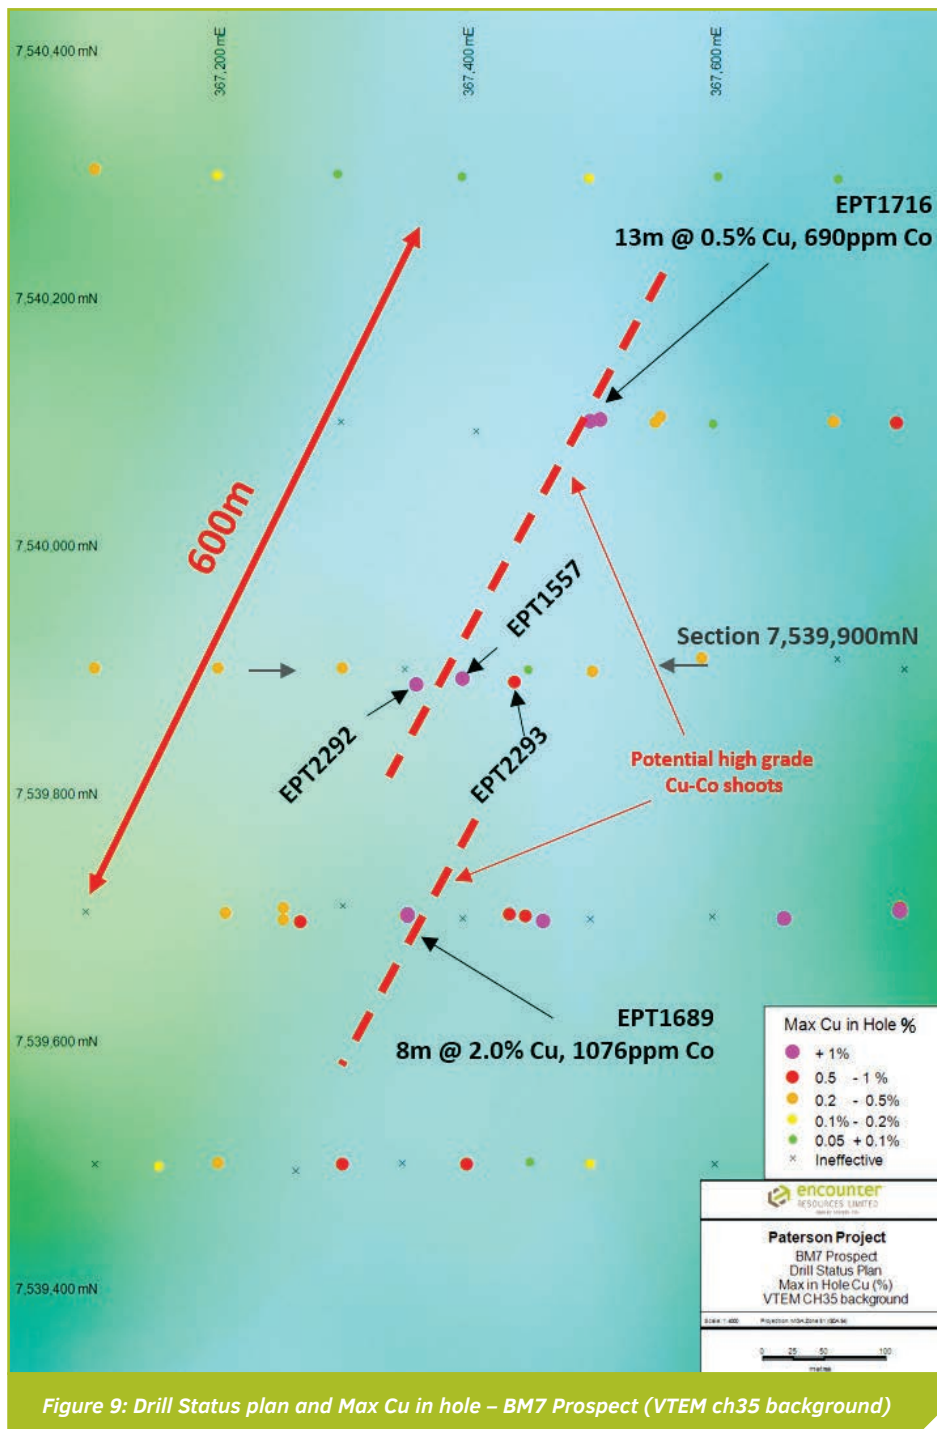 7,540,400 mN
367,200 mE
367,400 mE
367,600 mE
EPT1716
13m @ 0.5% Cu, 690ppm Co
7,540,200 mN
600m
7,540,000 mN
EPT1557
Section 7,539,900mN
EPT2292
EPT2293
Potential high grade
Cu-Co shoots
7,539,800 mN
EPT1689
8m @ 2.0% Cu, 1076ppm Co
7,539,600 mN
Max Cu in Hole %
+ 1%
0.5 - 1 %
0.2 - 0.5%
0.1% - 0.2%
0.05 + 0.1%
Ineffective
encounter
RESOURCES LIMITED
Paterson Project
BM7 Prospect
Drill Status Plan
Max in Hole Cu (%)
VTEM CH35 background
7,539,400 mN
0 25 50 100
metres
Figure 9: Drill Status plan and Max Cu in hole – BM7 Prospect (VTEM ch35 background)